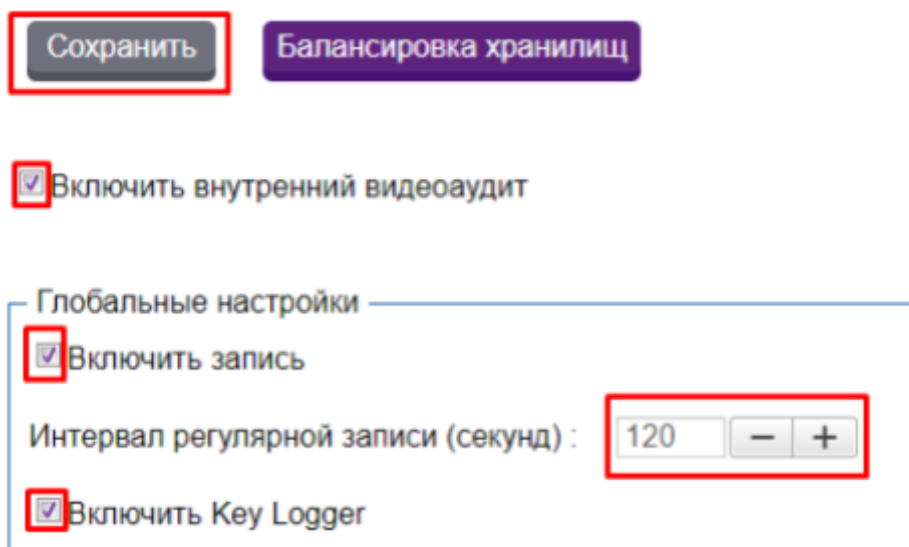 Сохранить Балансировка хранилищ
Включить внутренний видеоаудит
Глобальные настройки
Включить запись
Интервал регулярной записи (секунд) : 120 − +
Включить Key Logger